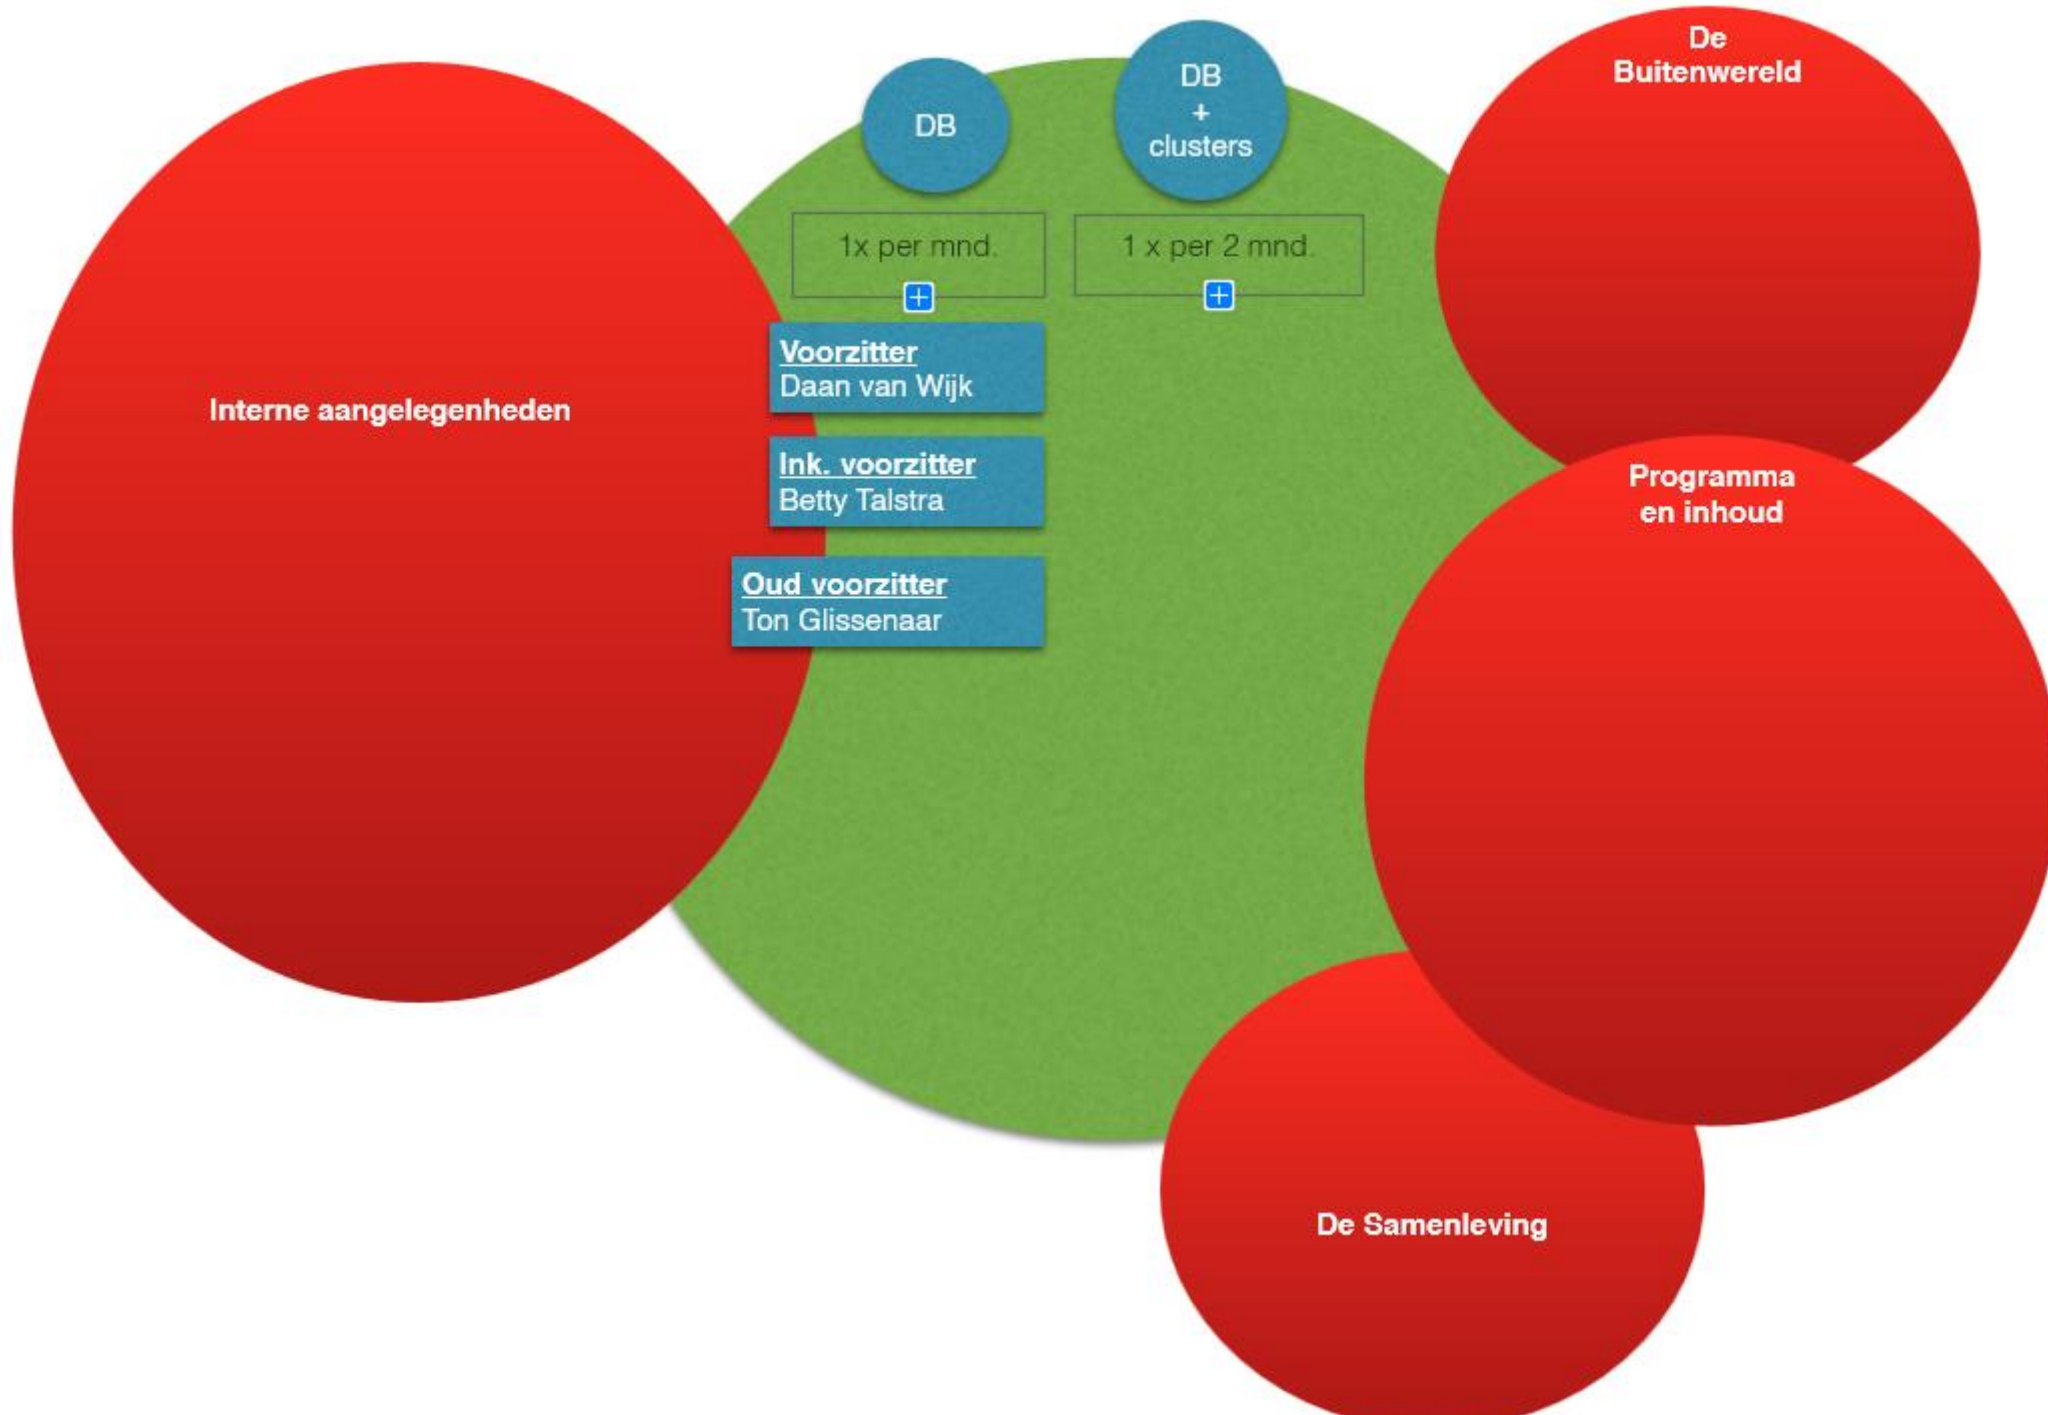 De
Buitenwereld
DB
DB
+
clusters
1x per mnd.
1 x per 2 mnd.
Voorzitter
Daan van Wijk
Interne aangelegenheden
Ink. voorzitter
Betty Talstra
Programma
en inhoud
Oud voorzitter
Ton Glissenaar
De Samenleving